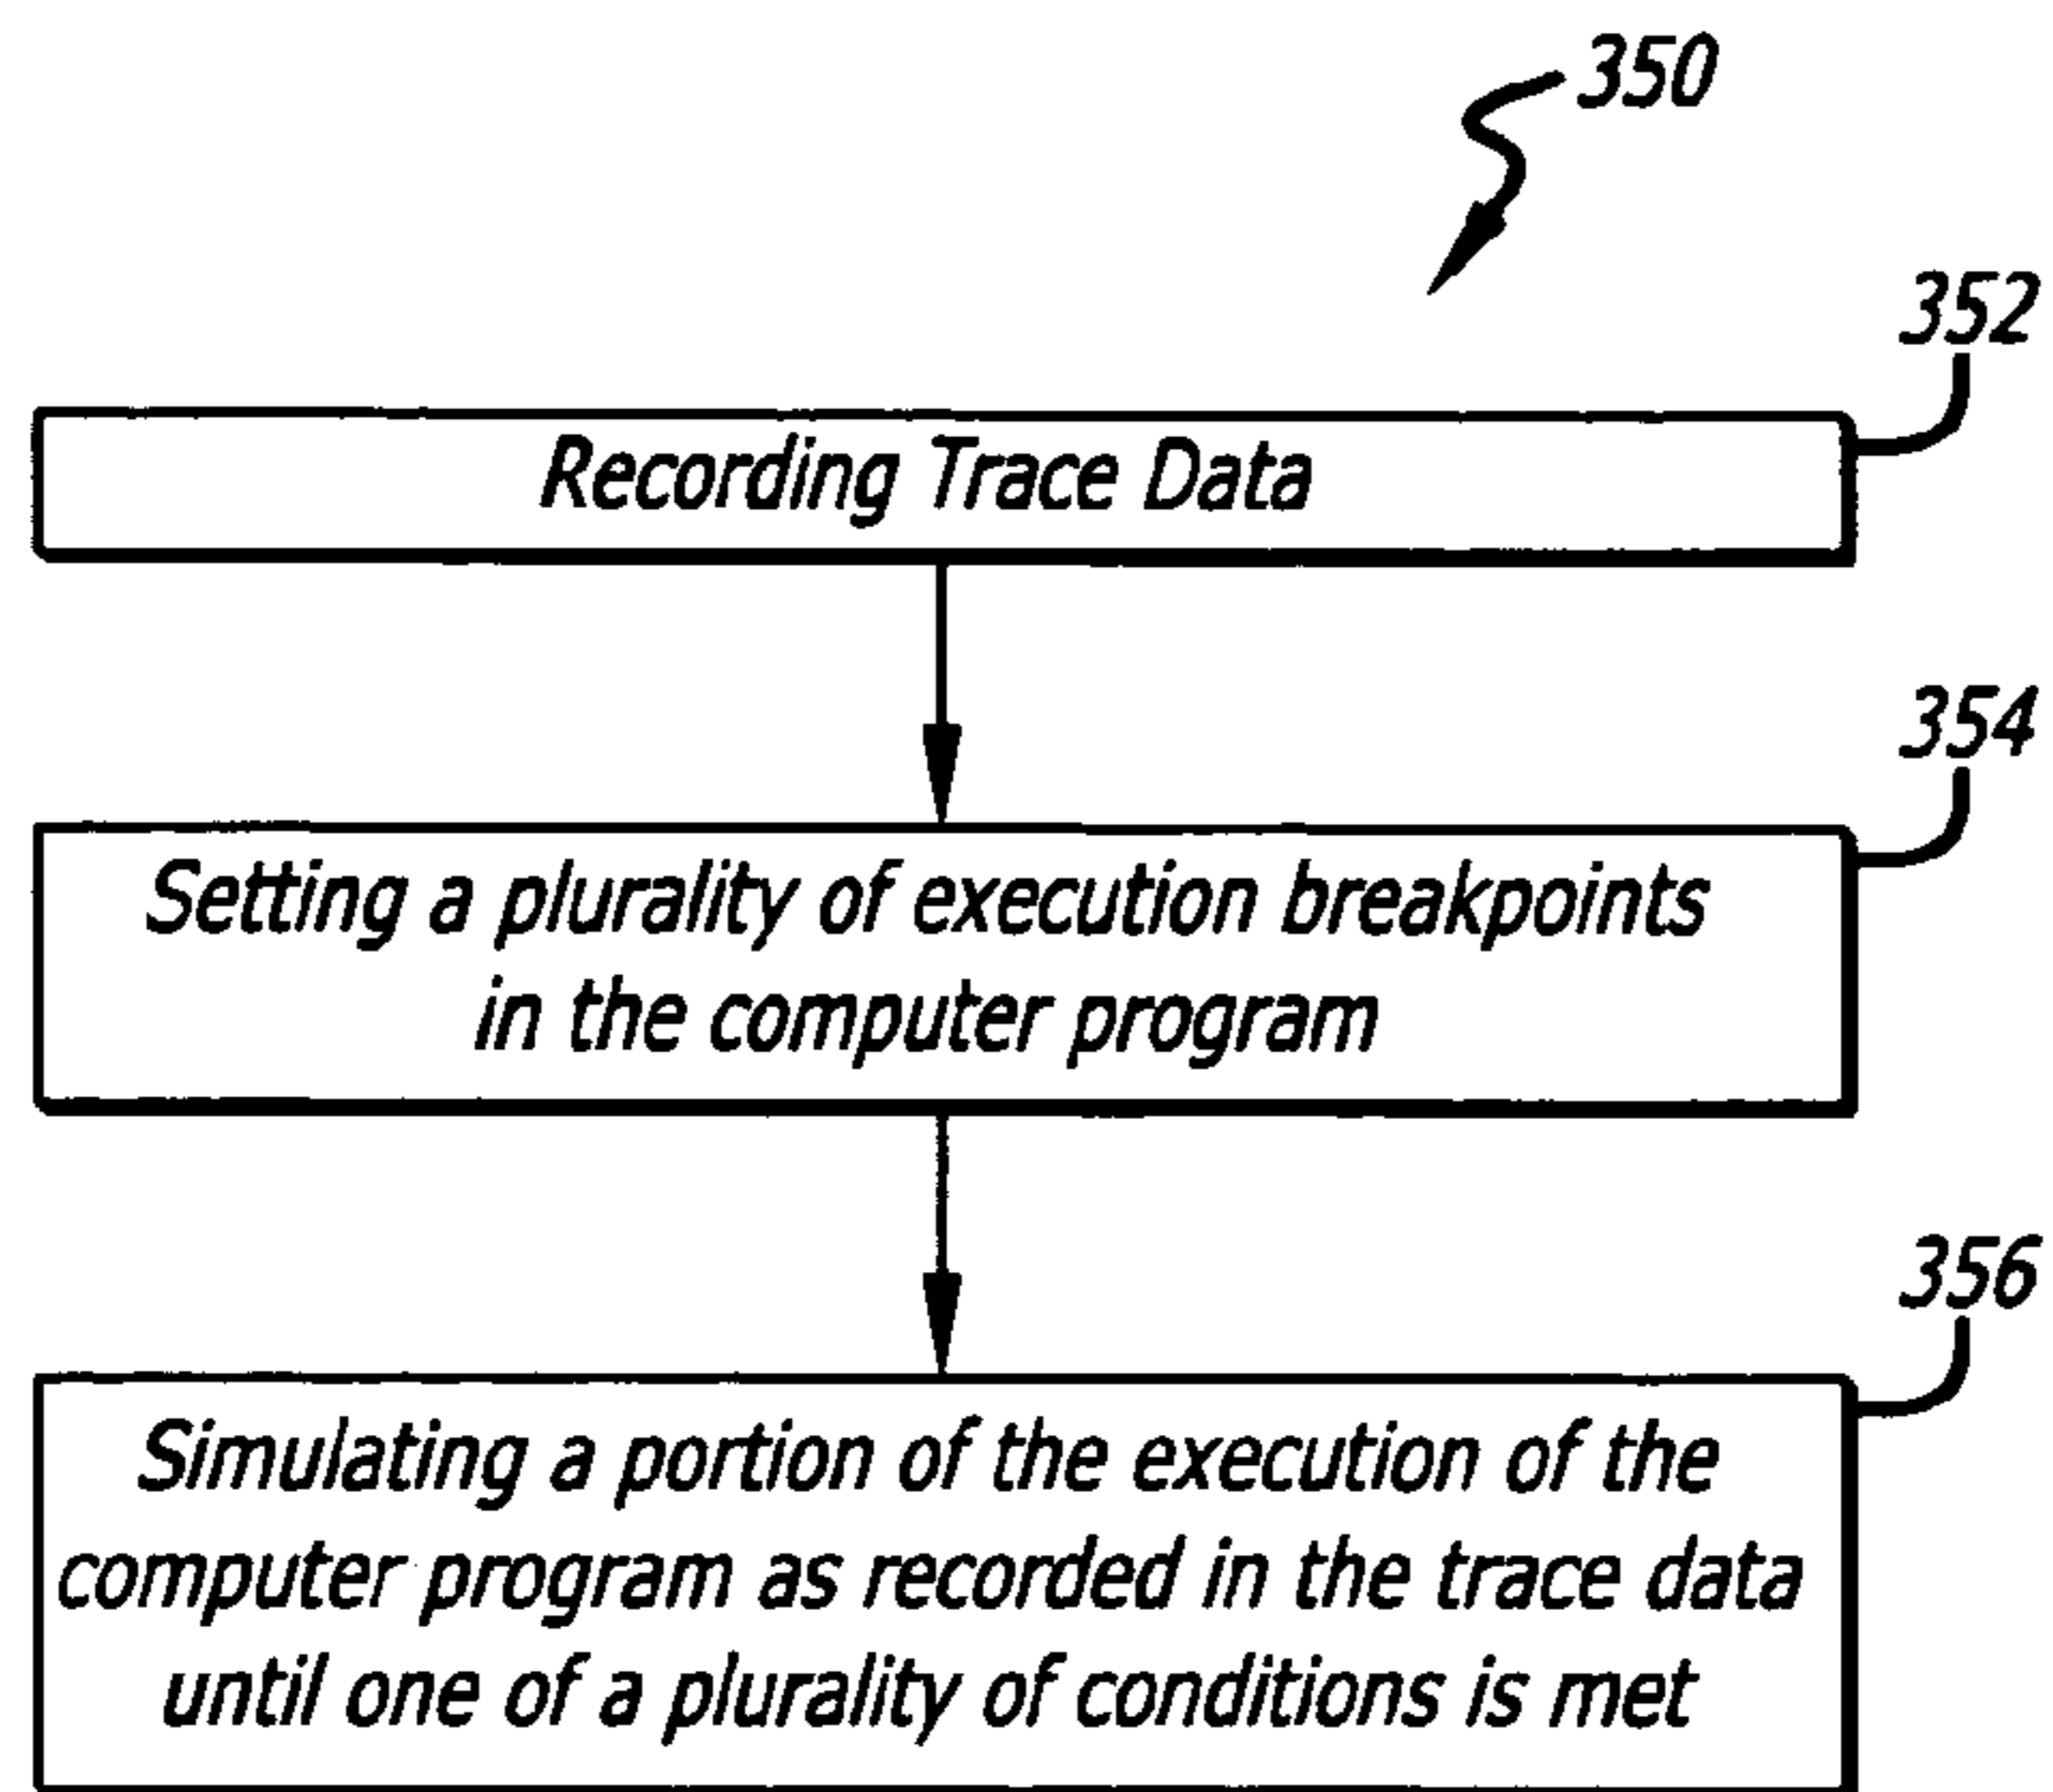 350
352
Recording Trace Data
354
Setting a plurality of execution breakpoints
in the computer program
356
Simulating a portion of the execution of the
computer program as recorded in the trace data
until one of a plurality of conditions is met